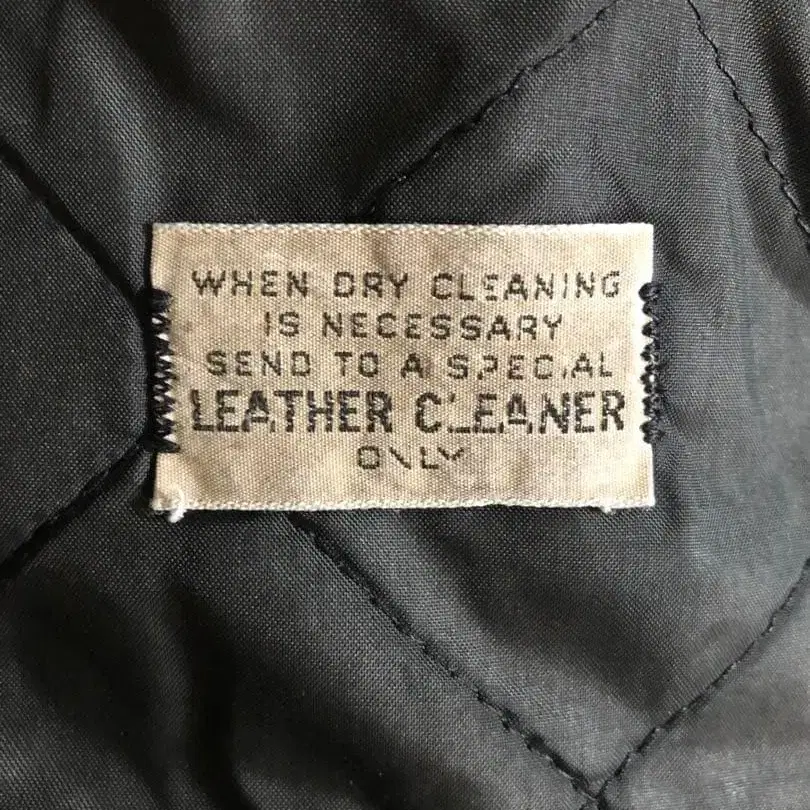 WHEN DRY CLEANING
IS NECESSARY
SEND TO A SPECIAL
LEATHER CLEANER
ONLY